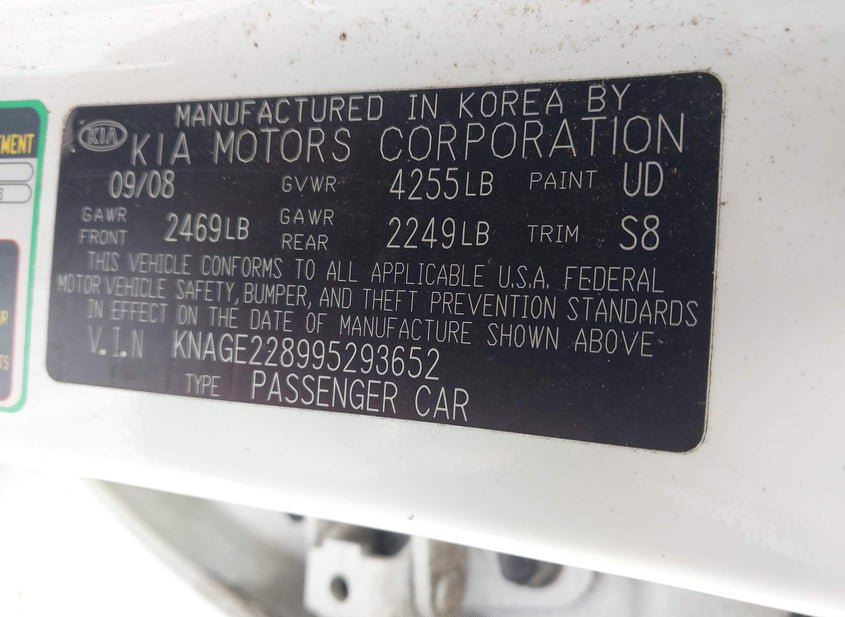 MANUFACTURED IN KOREA BY
KIA KIA MOTORS CORPORATION
09/08 GVWR 4255LB PAINT UD
GAWR FRONT 2469LB GAWR REAR 2249LB TRIM S8
THIS VEHICLE CONFORMS TO ALL APPLICABLE U.S.A. FEDERAL
MOTOR VEHICLE SAFETY, BUMPER, AND THEFT PREVENTION STANDARDS
IN EFFECT ON THE DATE OF MANUFACTURE SHOWN ABOVE
V.I.N KNAGE228995293652
TYPE PASSENGER CAR